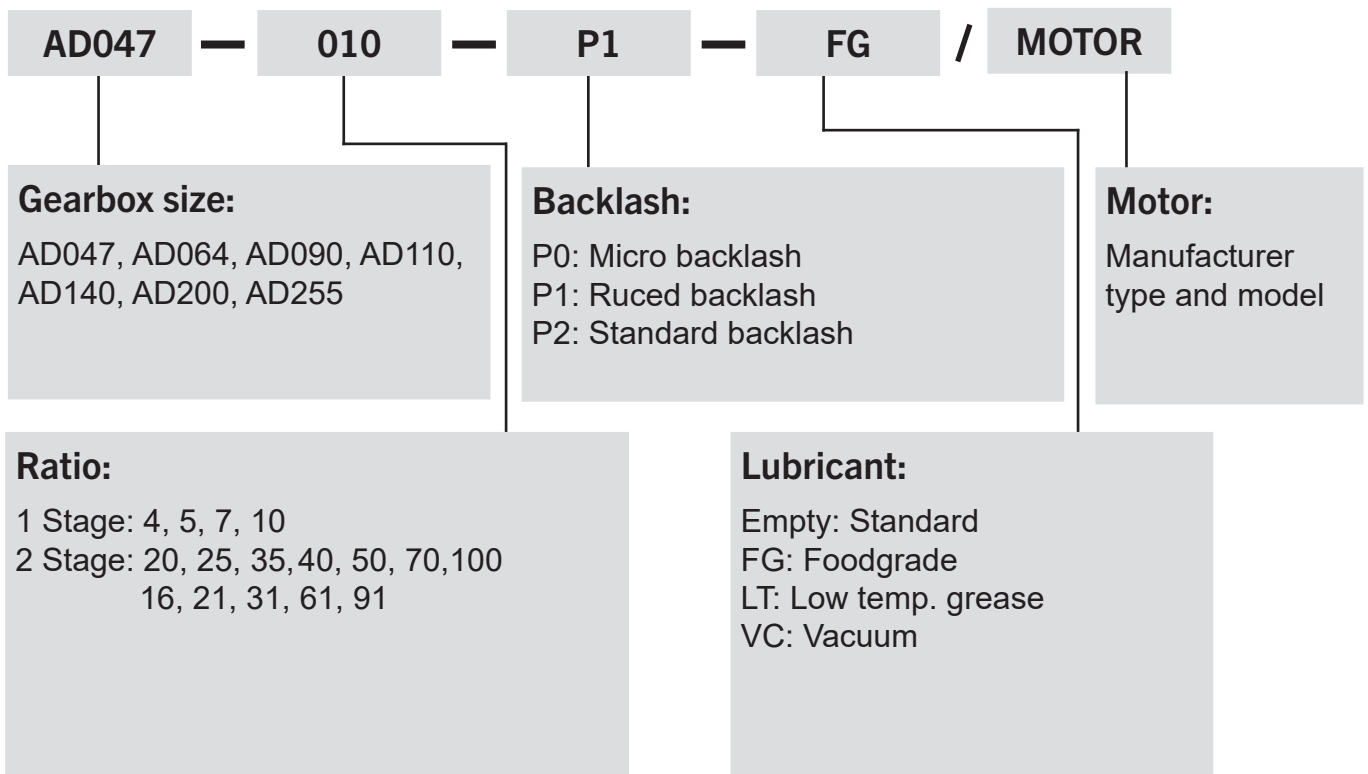 AD047 — 010 — P1 — FG / MOTOR
Gearbox size:
AD047, AD064, AD090, AD110,
AD140, AD200, AD255
Backlash:
P0: Micro backlash
P1: Ruced backlash
P2: Standard backlash
Motor:
Manufacturer
type and model
Ratio:
1 Stage: 4, 5, 7, 10
2 Stage: 20, 25, 35,40, 50, 70,100
16, 21, 31, 61, 91
Lubricant:
Empty: Standard
FG: Foodgrade
LT: Low temp. grease
VC: Vacuum